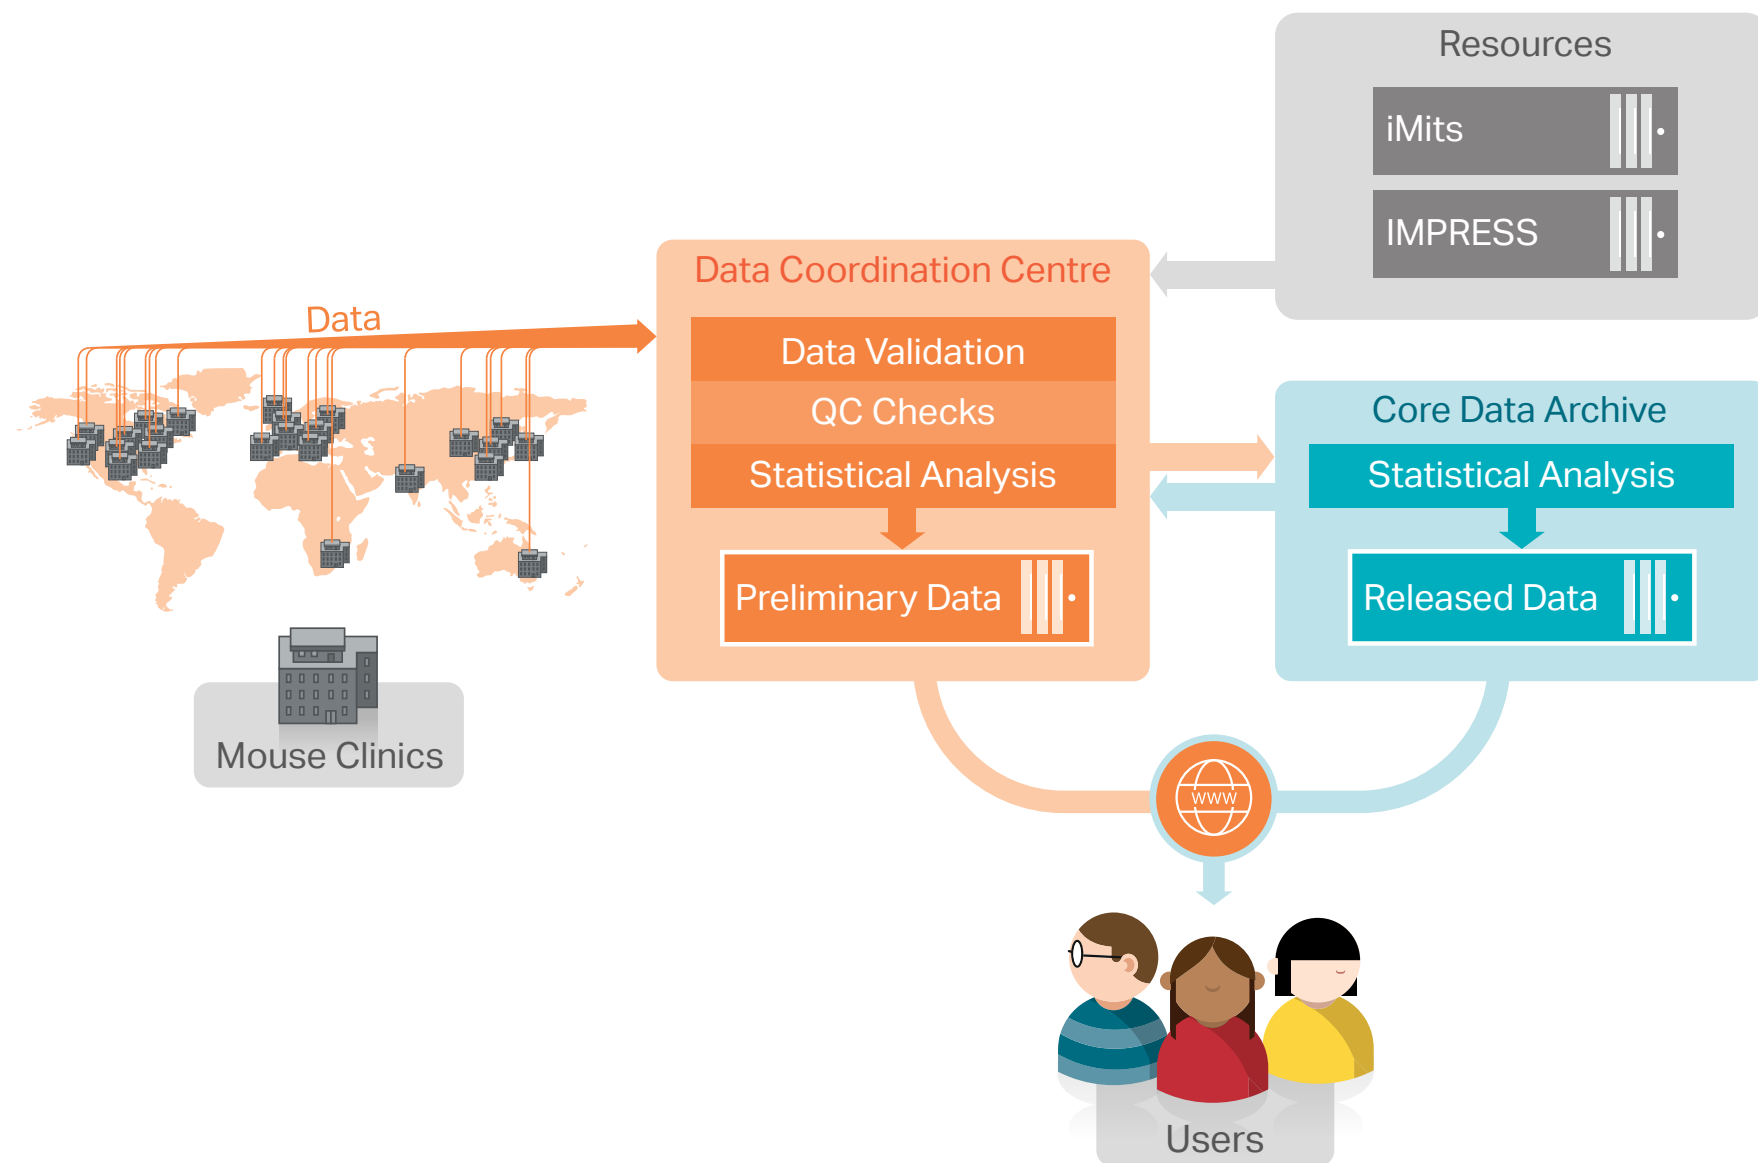 Resources
iMits
IMPRESS
Data
Data Coordination Centre
Data Validation
QC Checks
Statistical Analysis
Preliminary Data
Core Data Archive
Statistical Analysis
Released Data
Mouse Clinics
WWW
Users